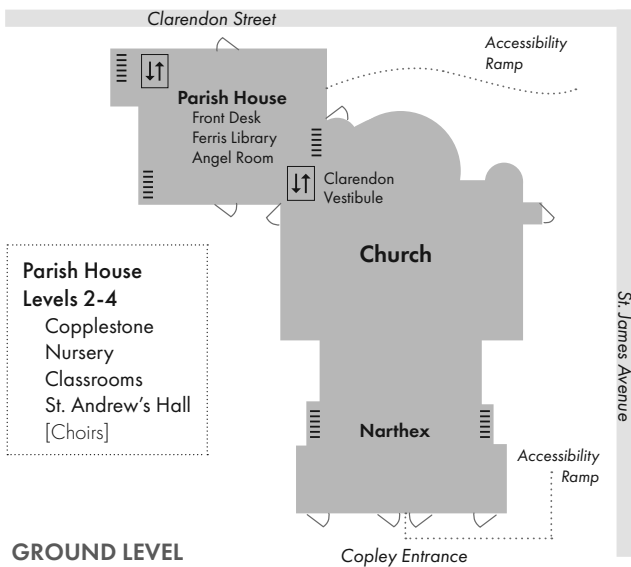 Clarendon Street
Accessibility
Ramp
Parish House
Front Desk
Ferris Library
Angel Room
Clarendon
Vestibule
Church
Parish House
Levels 2-4
Copplestone
Nursery
Classrooms
St. Andrew's Hall
[Choirs]
St. James Avenue
Narthex
Accessibility
Ramp
GROUND LEVEL
Copley Entrance